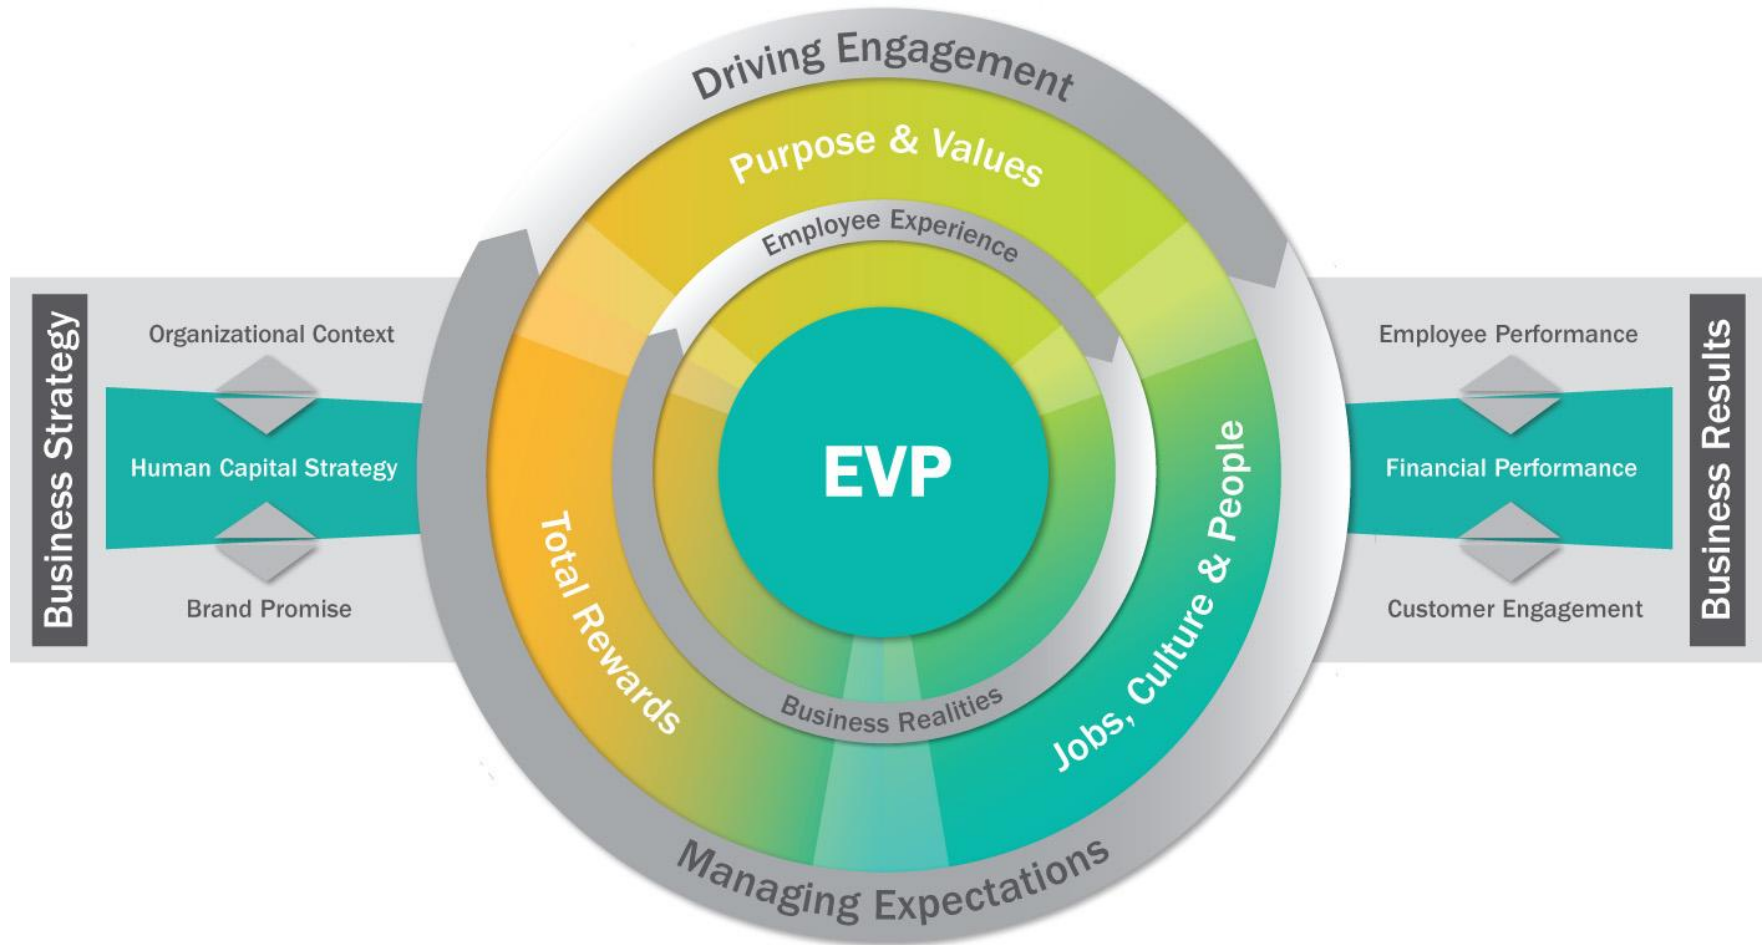 Driving Engagement
Purpose & Values
Employee Experience
Business Strategy
Organizational Context
Human Capital Strategy
Brand Promise
EVP
Total Rewards
Jobs, Culture & People
Business Realities
Managing Expectations
Employee Performance
Financial Performance
Customer Engagement
Business Results